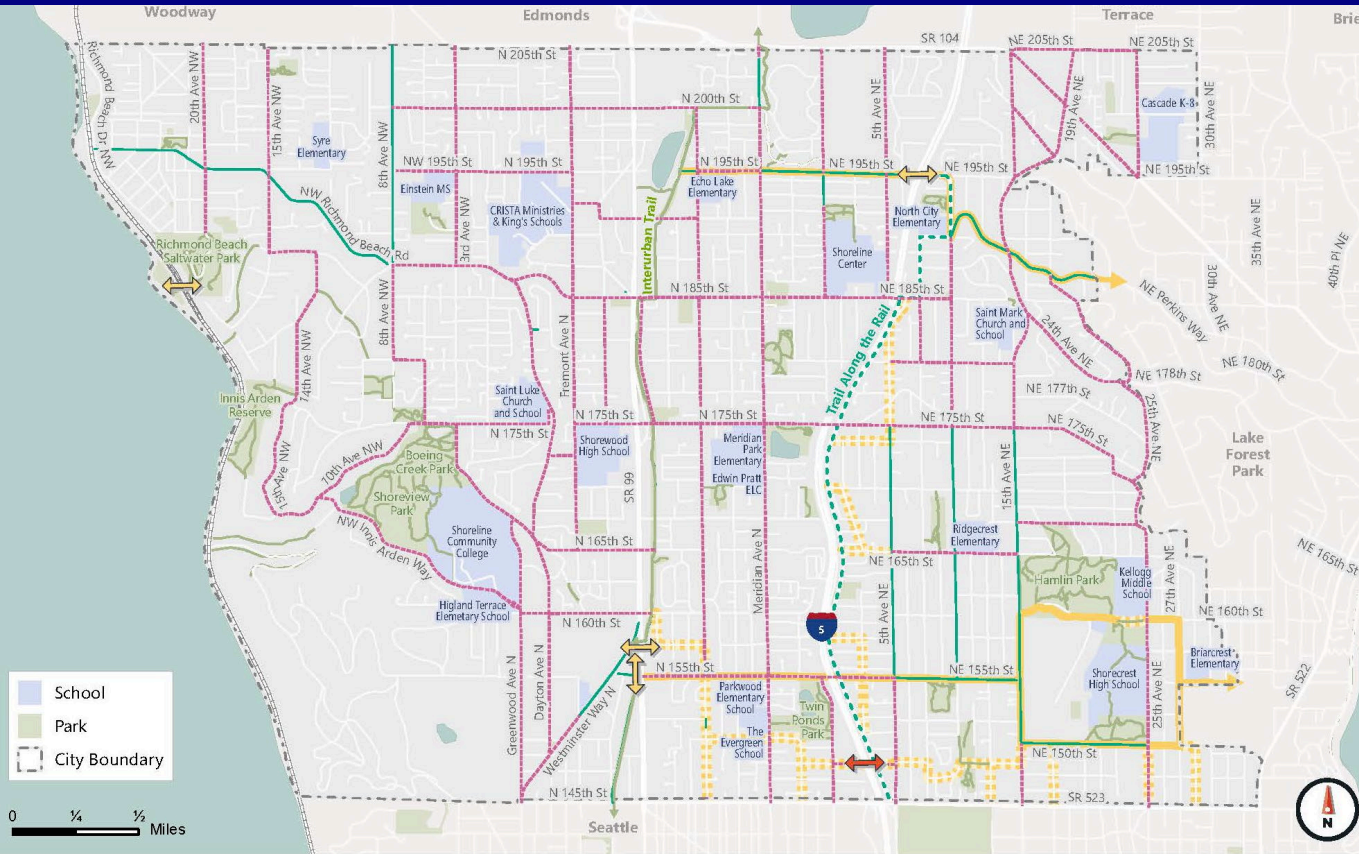 Woodway
Edmonds
Terrace
Brie
SR 104
NE 205th St
NE 205th St
N 205th St
Richmond Beach Dr NW
20th Ave NW
15th Ave NW
8th Ave NW
5th Ave NE
19th Ave NE
30th Ave NE
Cascade K-8
N 200th St
Syre
Elementary
NW 195th St
N 195th St
N 195th St
NE 195th St
NE 195th St
NE 195th St
Einstein MS
Echo Lake
Elementary
CRISTA Ministries
& King's Schools
North City
Elementary
NW Richmond Beach Rd
3rd Ave NW
Interurban Trail
Richmond Beach
Saltwater Park
Shoreline
Center
35th Ave NE
40th Pl NE
30th Ave NE
N 185th St
NE 185th St
NE Perkins Way
8th Ave NW
14th Ave NW
Fremont Ave N
Trail Along the Rail
Saint Mark
Church and
School
24th Ave NE
NE 180th St
NE 178th St
NE 177th St
Innis Arden
Reserve
Saint Luke
Church
and School
N 175th St
N 175th St
N 175th St
NE 175th St
NE 175th St
25th Ave NE
15th Ave NW
10th Ave NW
Boeing
Creek Park
Shorewood
High School
Meridian
Park
Elementary
Edwin Pratt
ELC
SR 99
15th Ave NE
Lake
Forest
Park
Shoreview
Park
Shoreline
Community
College
NW Innis Arden Way
N 165th St
Meridian Ave N
Ridgecrest
Elementary
NE 165th St
NE 165th St
5th Ave NE
Hamlin Park
Kellogg
Middle
School
27th Ave NE
Higland Terrace
Elemetary School
N 160th St
5
NE 160th St
N 155th St
NE 155th St
Briarcrest
Elementary
Shorecrest
High School
25th Ave NE
SR 522
Greenwood Ave N
Dayton Ave N
Westminster Way N
Parkwood
Elementary
School
Twin
Ponds
Park
The
Evergreen
School
NE 150th St
N 145th St
SR 523
Seattle
School
Park
City Boundary
0 ¼ ½ Miles
N